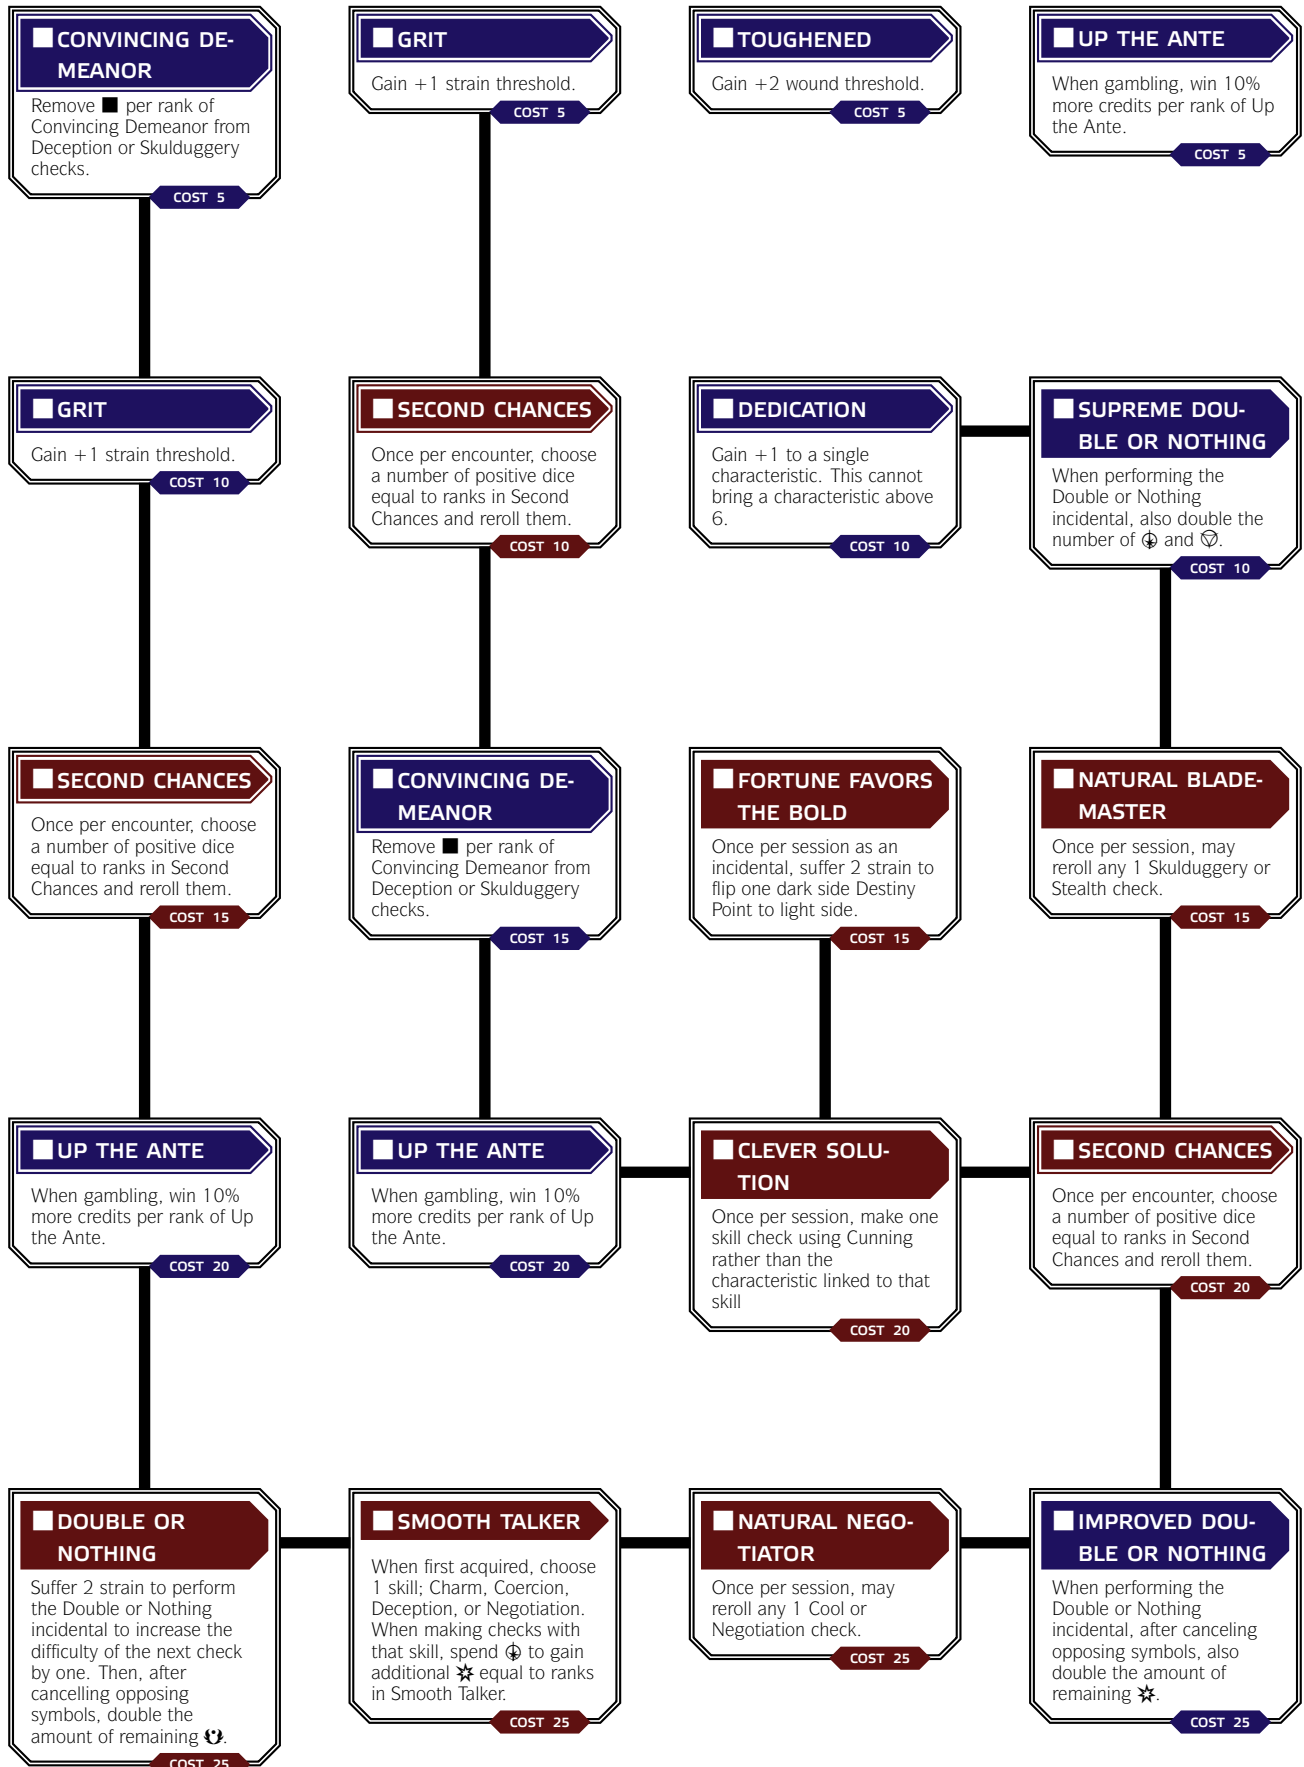 CONVINCING DE-
MEANOR
Remove ■ per rank of
Convincing Demeanor from
Deception or Skulduggery
checks.
COST 5
GRIT
Gain +1 strain threshold.
COST 5
TOUGHENED
Gain +2 wound threshold.
COST 5
UP THE ANTE
When gambling, win 10%
more credits per rank of Up
the Ante.
COST 5
GRIT
Gain +1 strain threshold.
COST 10
SECOND CHANCES
Once per encounter, choose
a number of positive dice
equal to ranks in Second
Chances and reroll them.
COST 10
DEDICATION
Gain +1 to a single
characteristic. This cannot
bring a characteristic above
6.
COST 10
SUPREME DOU-
BLE OR NOTHING
When performing the
Double or Nothing
incidental, also double the
number of and .
COST 10
SECOND CHANCES
Once per encounter, choose
a number of positive dice
equal to ranks in Second
Chances and reroll them.
COST 15
CONVINCING DE-
MEANOR
Remove ■ per rank of
Convincing Demeanor from
Deception or Skulduggery
checks.
COST 15
FORTUNE FAVORS
THE BOLD
Once per session as an
incidental, suffer 2 strain to
flip one dark side Destiny
Point to light side.
COST 15
NATURAL BLADE-
MASTER
Once per session, may
reroll any 1 Skulduggery or
Stealth check.
COST 15
UP THE ANTE
When gambling, win 10%
more credits per rank of Up
the Ante.
COST 20
UP THE ANTE
When gambling, win 10%
more credits per rank of Up
the Ante.
COST 20
CLEVER SOLU-
TION
Once per session, make one
skill check using Cunning
rather than the
characteristic linked to that
skill
COST 20
SECOND CHANCES
Once per encounter, choose
a number of positive dice
equal to ranks in Second
Chances and reroll them.
COST 20
DOUBLE OR
NOTHING
Suffer 2 strain to perform
the Double or Nothing
incidental to increase the
difficulty of the next check
by one. Then, after
cancelling opposing
symbols, double the
amount of remaining .
COST 25
SMOOTH TALKER
When first acquired, choose
1 skill; Charm, Coercion,
Deception, or Negotiation.
When making checks with
that skill, spend to gain
additional equal to ranks
in Smooth Talker.
COST 25
NATURAL NEGO-
TIATOR
Once per session, may
reroll any 1 Cool or
Negotiation check.
COST 25
IMPROVED DOU-
BLE OR NOTHING
When performing the
Double or Nothing
incidental, after canceling
opposing symbols, also
double the amount of
remaining .
COST 25